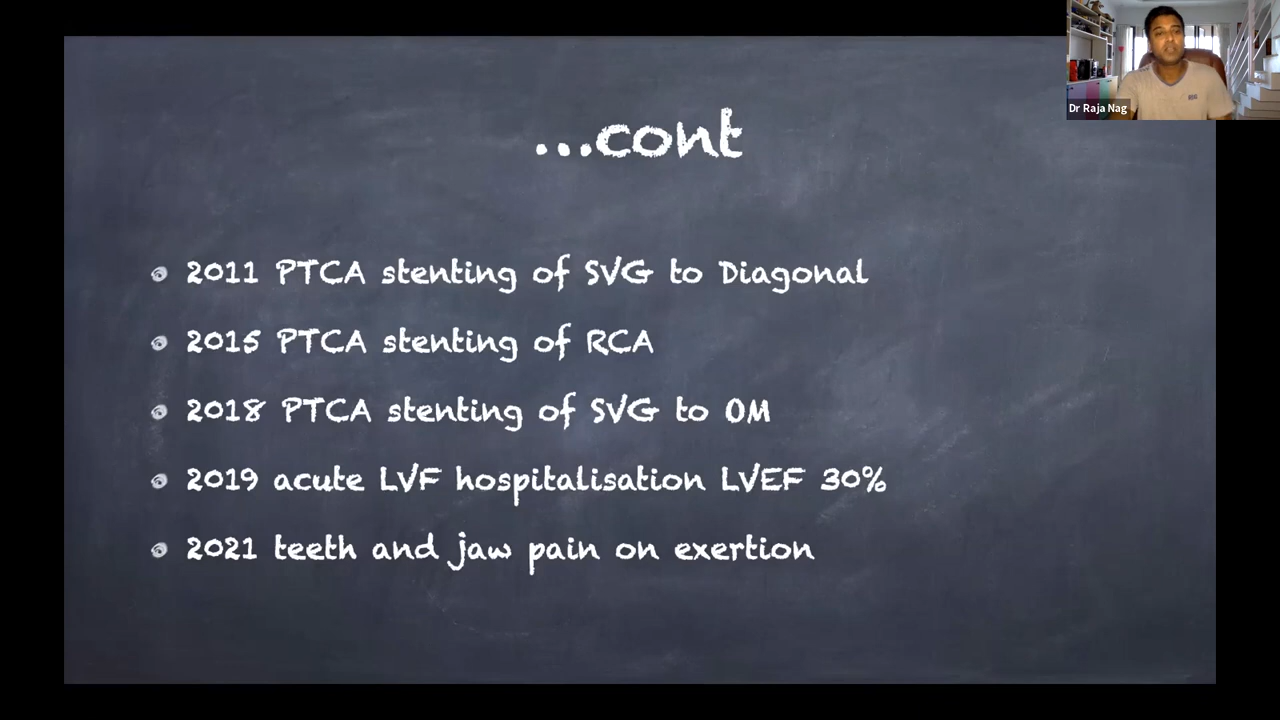 ...cont
2011 PTCA stenting of SVG to Diagonal
2015 PTCA stenting of RCA
2018 PTCA stenting of SVG to OM
2019 acute LVF hospitalisation LVEF 30%
2021 teeth and jaw pain on exertion
Dr Raja Nag